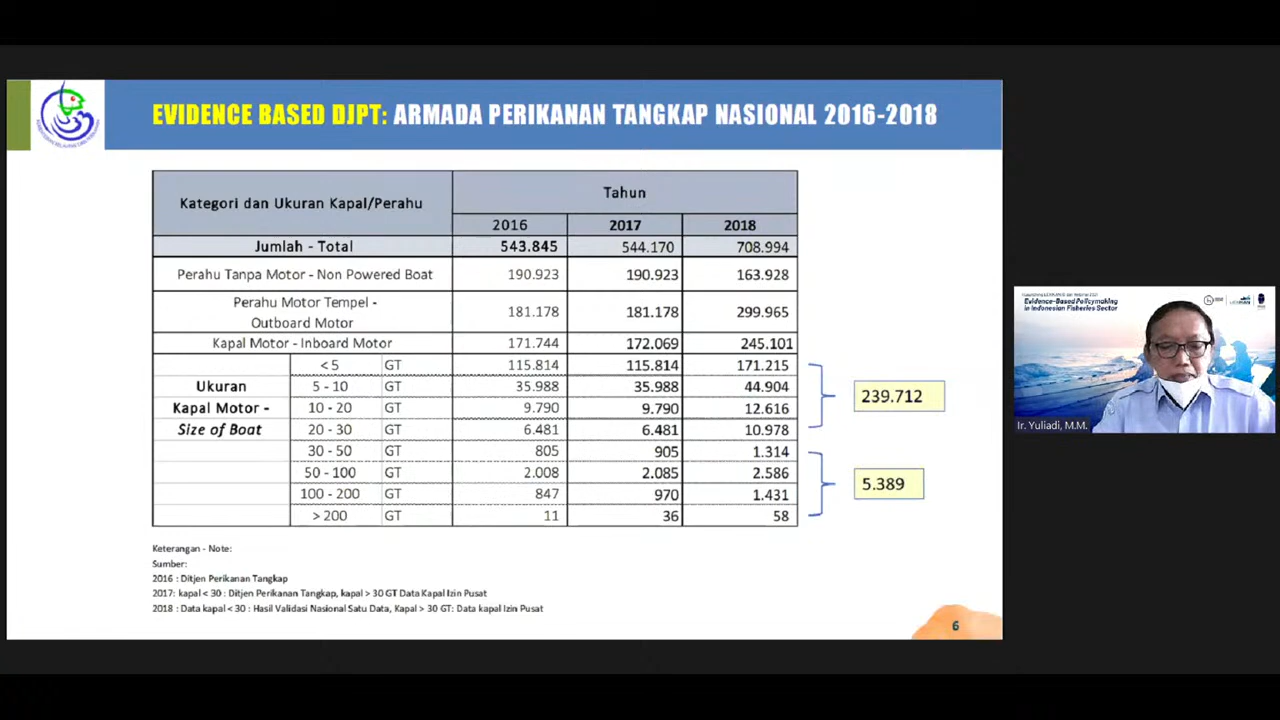 EVIDENCE BASED DJPT: ARMADA PERIKANAN TANGKAP NASIONAL 2016-2018
Kategori dan Ukuran Kapal/Perahu
Tahun
2016 2017 2018
Jumlah - Total 543.845 544.170 708.994
Perahu Tanpa Motor - Non Powered Boat 190.923 190.923 163.928
Perahu Motor Tempel -
Outboard Motor 181.178 181.178 299.965
Kapal Motor - Inboard Motor 171.744 172.069 245.101
< 5 GT 115.814 115.814 171.215
Ukuran 5 - 10 GT 35.988 35.988 44.904
Kapal Motor - 10 - 20 GT 9.790 9.790 12.616
Size of Boat 20 - 30 GT 6.481 6.481 10.978
30 - 50 GT 805 905 1.314
50 - 100 GT 2.008 2.085 2.586
100 - 200 GT 847 970 1.431
> 200 GT 11 36 58
239.712
5.389
Keterangan - Note:
Sumber:
2016 : Ditjen Perikanan Tangkap
2017: kapal < 30 : Ditjen Perikanan Tangkap, kapal > 30 GT Data Kapal Izin Pusat
2018 : Data kapal < 30 : Hasil Validasi Nasional Satu Data, Kapal > 30 GT: Data kapal Izin Pusat
6
Evidence-Based Policymaking
in Indonesian Fisheries Sector
Ir. Yuliadi, M.M.